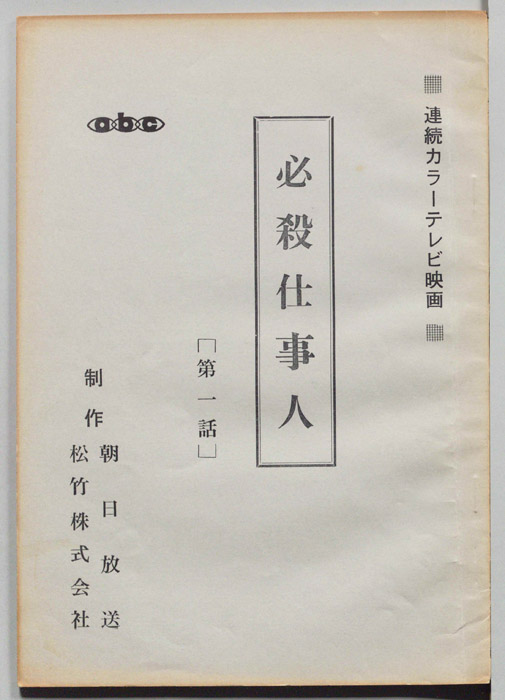 連続カラーテレビ映画
必殺仕事人
[第一話]
abc
制作
朝日放送
松竹株式会社